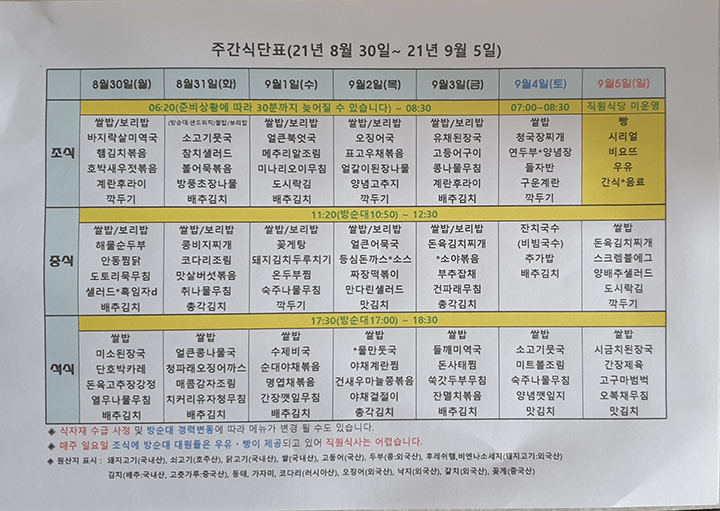 주간식단표(21년 8월 30일~ 21년 9월 5일)
8월30일(월) 8월31일(화) 9월1일(수) 9월2일(목) 9월3일(금) 9월4일(토) 9월5일(일)
조식
06:20(준비상황에 따라 30분까지 늦어질 수 있습니다) ~ 08:30 07:00~08:30 직원식당 미운영
쌀밥/보리밥 (방순대:샌드위치)쌀밥/보리밥 쌀밥/보리밥 쌀밥/보리밥 쌀밥/보리밥 쌀밥 빵
바지락살미역국 소고기뭇국 얼큰북엇국 오징어국 유채된장국 청국장찌개 시리얼
햄김치볶음 참치샐러드 메추리알조림 표고우채볶음 고등어구이 연두부*양념장 비요뜨
호박새우젓볶음 볼어묵볶음 미나리오이무침 얼갈이된장나물 콩나물무침 돌자반 우유
계란후라이 방풍초장나물 도시락김 양념고추지 계란후라이 구운계란 간식*음료
깍두기 배추김치 배추김치 깍두기 배추김치 깍두기
중식
11:20(방순대10:50) ~ 12:30
쌀밥/보리밥 쌀밥/보리밥 쌀밥/보리밥 쌀밥/보리밥 쌀밥/보리밥 잔치국수 쌀밥
해물순두부 콩비지찌개 꽃게탕 얼큰어묵국 돈육김치찌개 (비빔국수) 돈육김치찌개
안동찜닭 코다리조림 돼지김치두루치기 등심돈까스*소스 *소야볶음 추가밥 스크램블에그
도토리묵무침 맛살버섯볶음 온두부찜 짜장떡볶이 부추잡채 배추김치 양배추샐러드
샐러드*흑임자d 취나물무침 숙주나물무침 만다린샐러드 건파래무침 도시락김
배추김치 총각김치 깍두기 맛김치 총각김치 깍두기
석식
17:30(방순대17:00) ~ 18:30
쌀밥 쌀밥 쌀밥 쌀밥 쌀밥 쌀밥 쌀밥
미소된장국 얼큰콩나물국 수제비국 *물만둣국 들깨미역국 소고기뭇국 시금치된장국
단호박카레 청파래오징어까스 순대야채볶음 야채계란찜 돈사태찜 미트볼조림 간장제육
돈육고추장강정 매콤감자조림 명엽채볶음 건새우마늘쫑볶음 쑥갓두부무침 숙주나물무침 고구마범벅
열무나물무침 치커리유자청무침 간장깻잎무침 야채겉절이 잔멸치볶음 양념깻잎지 오복채무침
배추김치 배추김치 배추김치 총각김치 배추김치 맛김치 맛김치
◈ 식자재 수급 사정 및 방순대 경력변동에 따라 메뉴가 변경 될 수도 있습니다.
◈ 매주 일요일 조식에 방순대 대원들은 우유·빵이 제공되고 있어 직원식사는 어렵습니다.
◈ 원산지 표시 : 돼지고기(국내산), 쇠고기(호주산), 닭고기(국내산), 쌀(국내산), 고등어(국산), 두부(콩:외국산), 후레쉬햄,비엔나소세지(돼지고기:외국산)
김치(배추:국내산, 고춧가루:중국산), 동태, 가자미, 코다리(러시아산), 오징어(외국산), 낙지(외국산), 갈치(외국산), 꽃게(중국산)